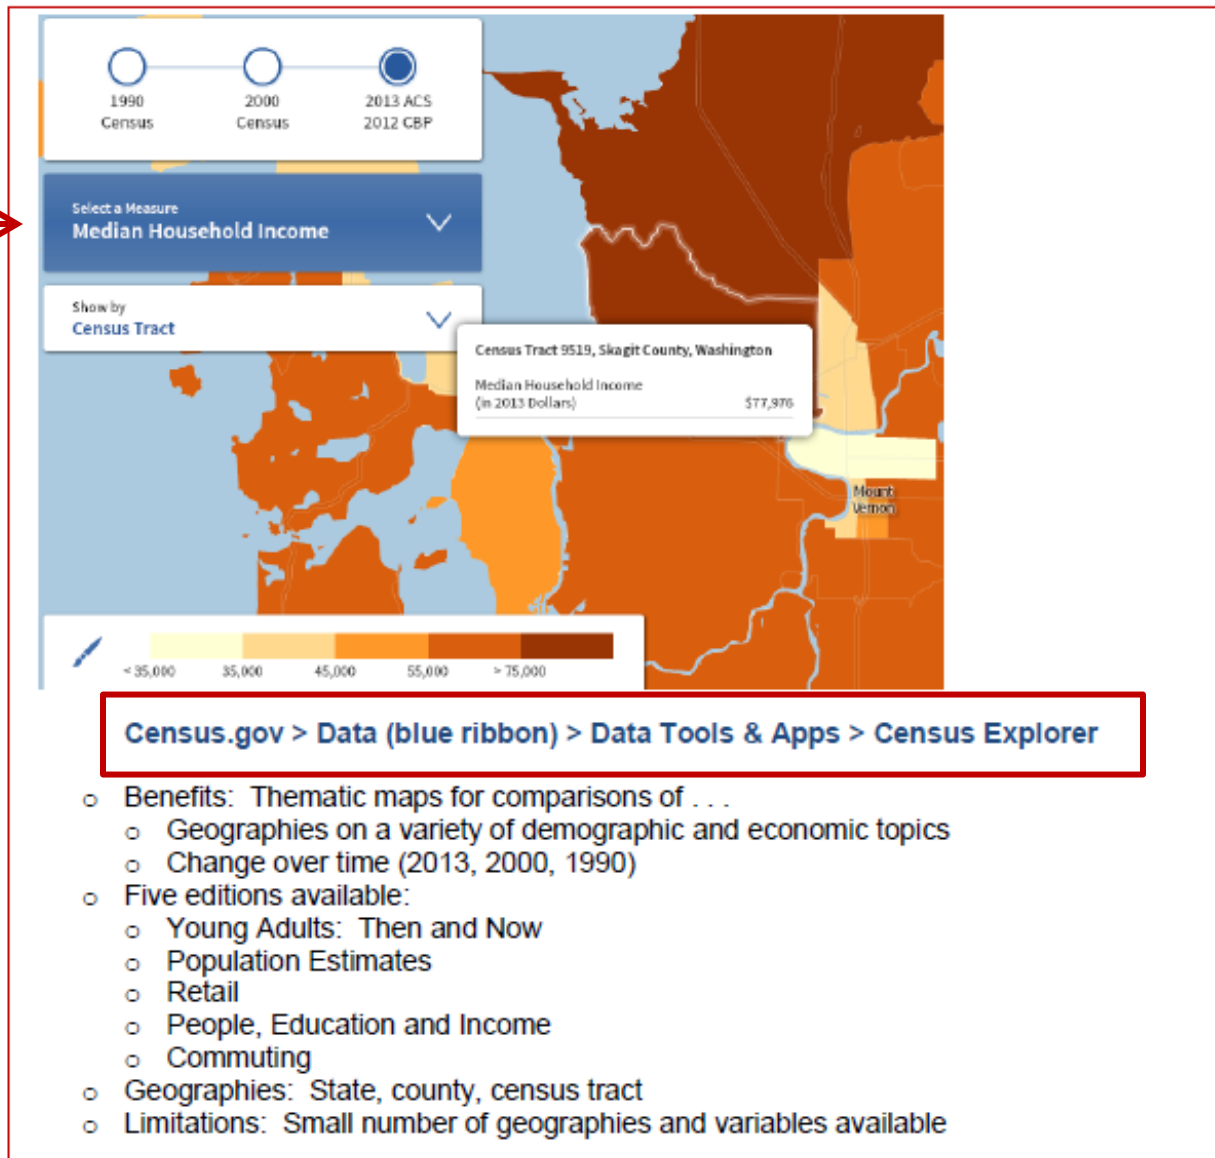 1990
Census
2000
Census
2013 ACS
2012 CBP
Select a Measure
Median Household Income
Show by
Census Tract
Census Tract 9519, Skagit County, Washington
Median Household Income
(in 2013 Dollars) $77,976
Mount
Vernon
< 35,000 35,000 45,000 55,000 > 75,000
Census.gov > Data (blue ribbon) > Data Tools & Apps > Census Explorer
o Benefits: Thematic maps for comparisons of . . .
o Geographies on a variety of demographic and economic topics
o Change over time (2013, 2000, 1990)
o Five editions available:
o Young Adults: Then and Now
o Population Estimates
o Retail
o People, Education and Income
o Commuting
o Geographies: State, county, census tract
o Limitations: Small number of geographies and variables available